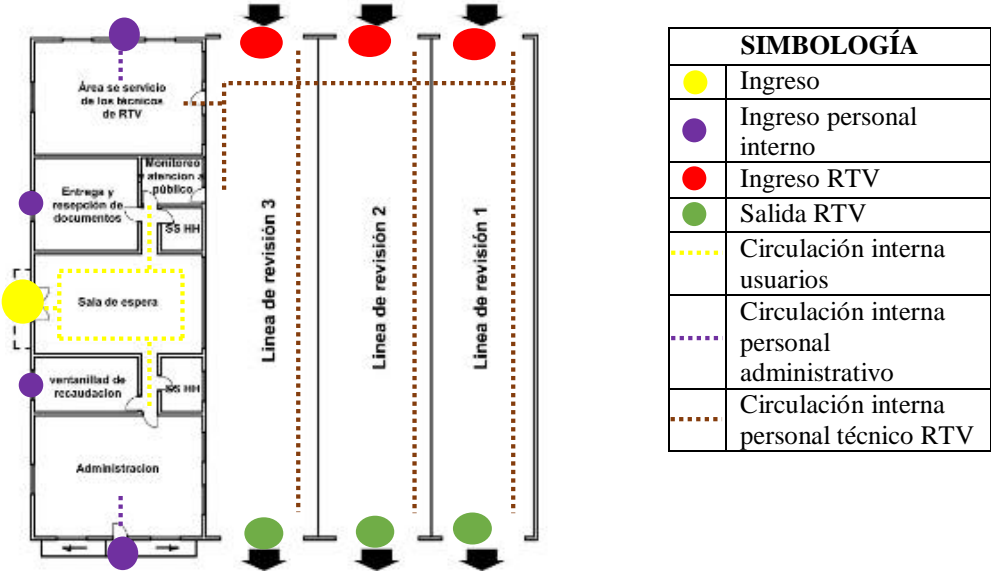 Área se servicio
de los técnicos
de RTV
Monitoreo
y atencion a
público
Entrega y
resepción de
documentos
SS HH
Sala de espera
ventanillad de
recaudacion
SS HH
Administracion
Linea de revisión 3
Linea de revisión 2
Linea de revisión 1
SIMBOLOGÍA
Ingreso
Ingreso personal
interno
Ingreso RTV
Salida RTV
Circulación interna
usuarios
Circulación interna
personal
administrativo
Circulación interna
personal técnico RTV